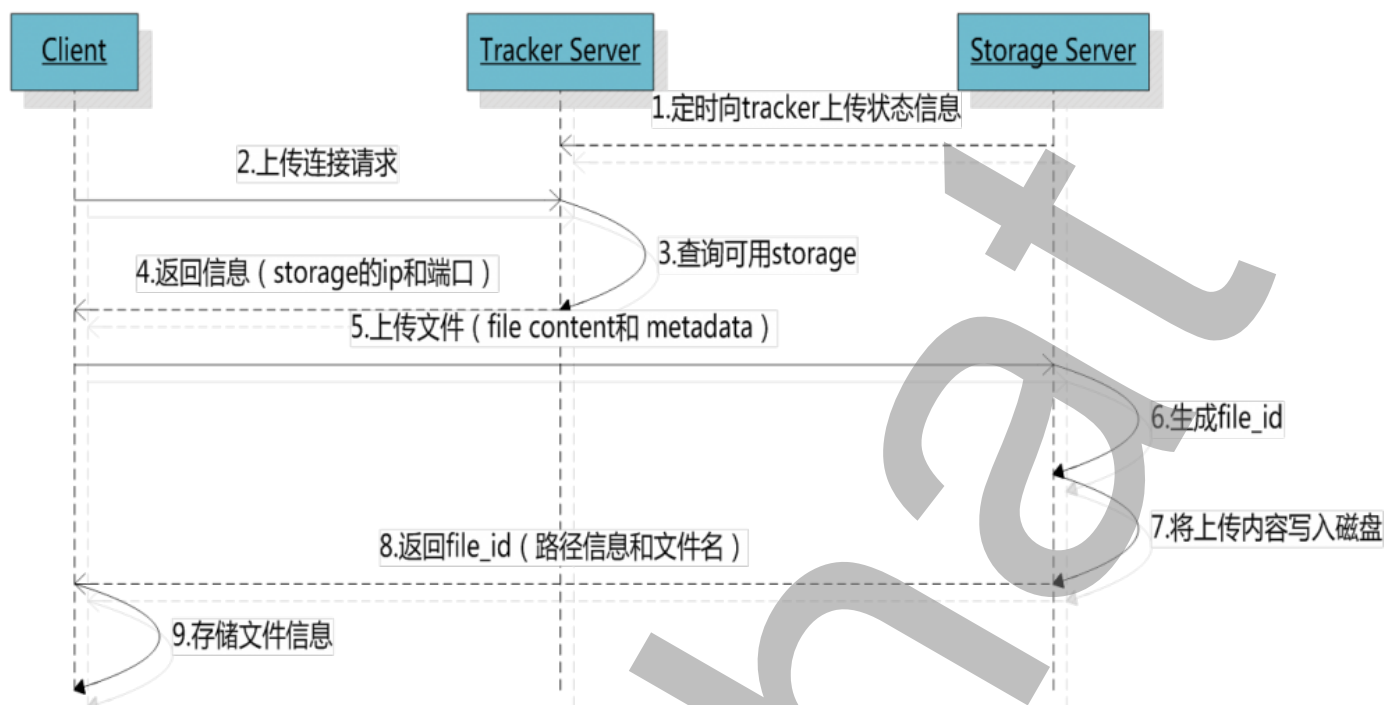 Client
Tracker Server
Storage Server
1.定时向tracker上传状态信息
2.上传连接请求
3.查询可用storage
4.返回信息（storage的ip和端口）
5.上传文件（file content和 metadata）
6.生成file_id
7.将上传内容写入磁盘
8.返回file_id（路径信息和文件名）
9.存储文件信息
hat